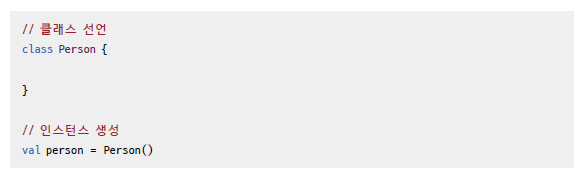 // 클래스 선언
class Person {
}
// 인스턴스 생성
val person = Person()